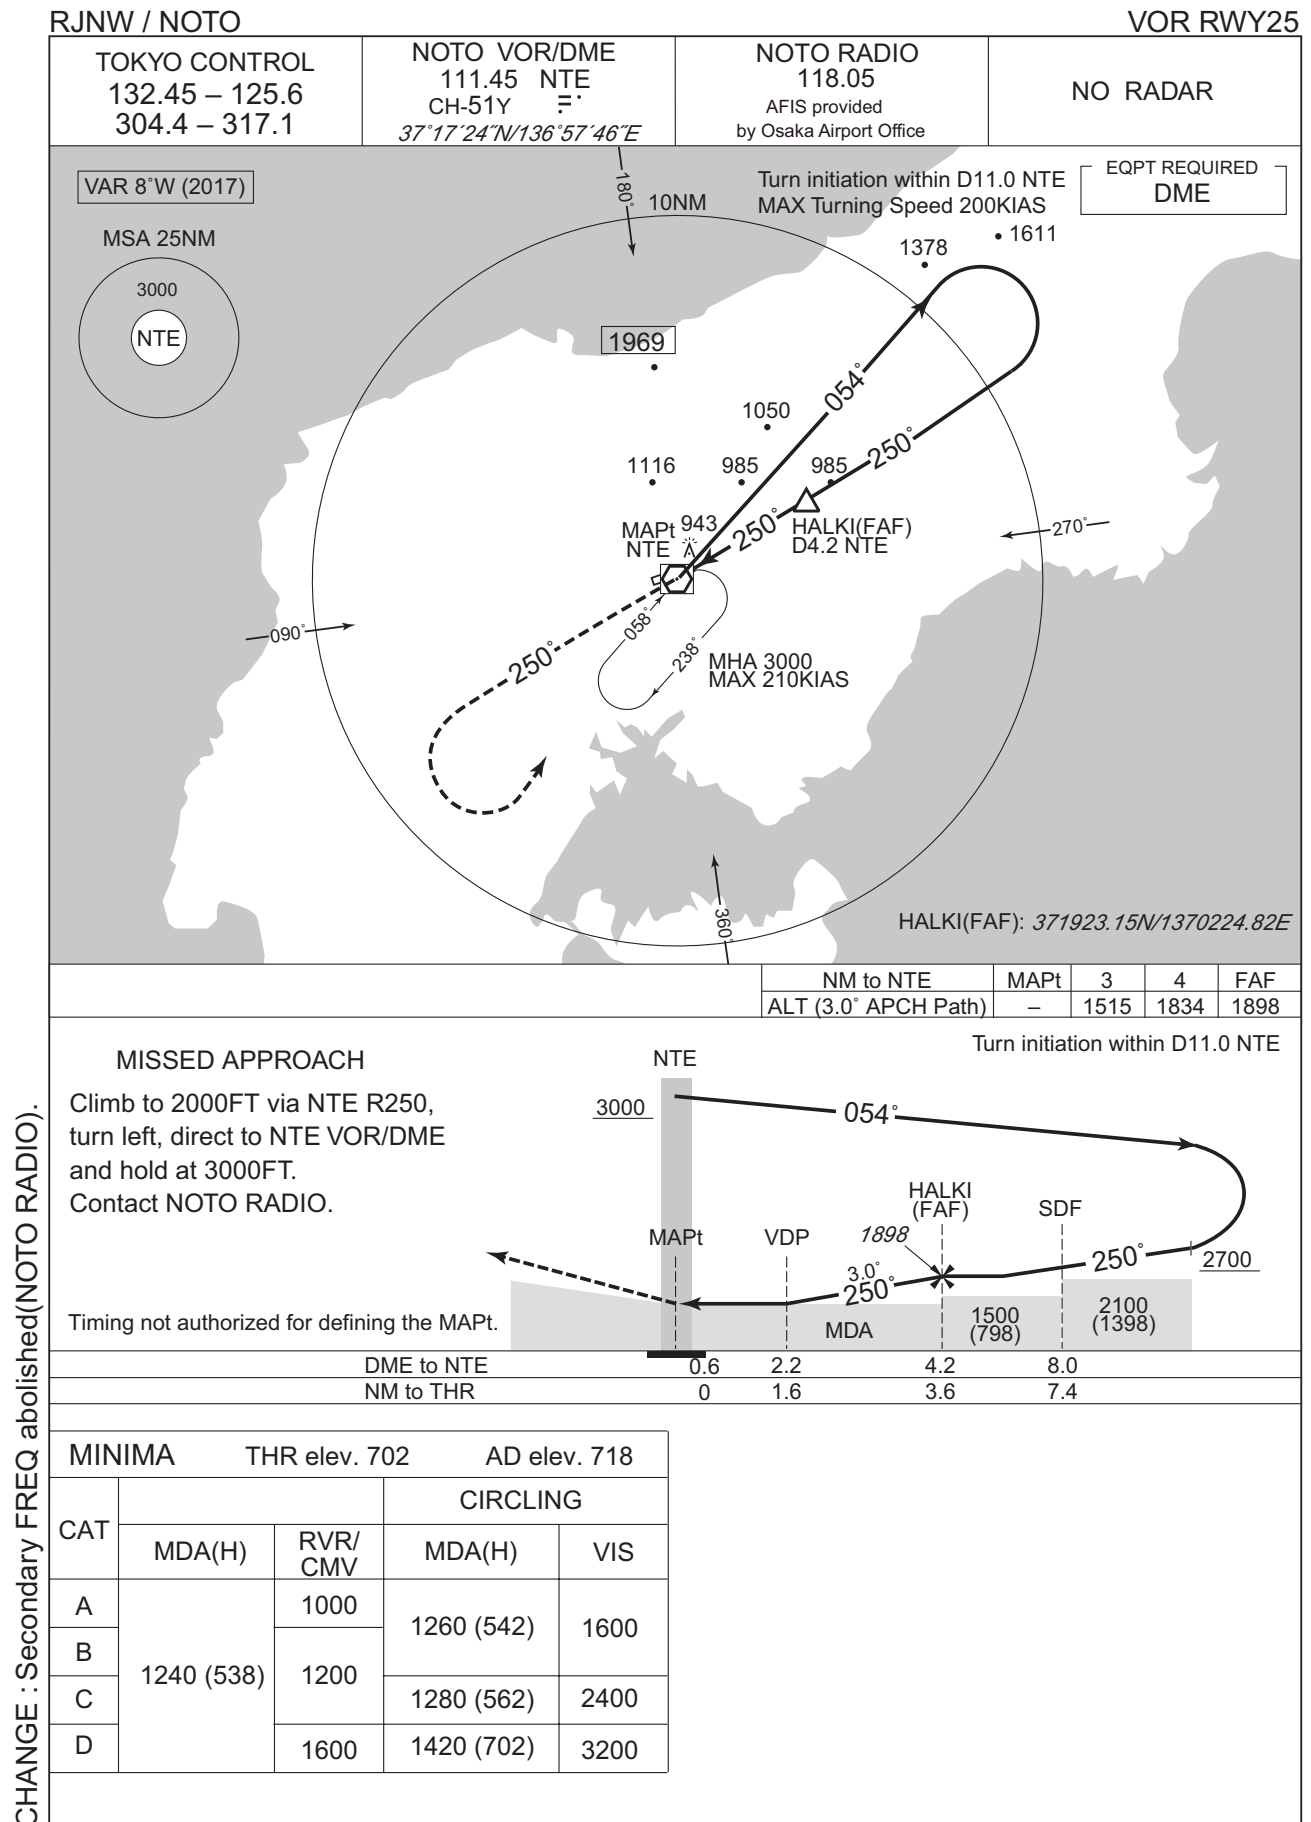 RJNW / NOTO
VOR RWY25
TOKYO CONTROL
132.45 – 125.6
304.4 – 317.1
NOTO VOR/DME
111.45 NTE
CH-51Y
37°17´24˝N/136°57´46˝E
NOTO RADIO
118.05
AFIS provided
by Osaka Airport Office
NO RADAR
VAR 8°W (2017)
MSA 25NM
3000
NTE
180°
10NM
Turn initiation within D11.0 NTE
MAX Turning Speed 200KIAS
EQPT REQUIRED
DME
1611
1378
1969
054°
1050
250°
1116
985
985
MAPt
NTE
943
250°
HALKI(FAF)
D4.2 NTE
270°
090°
058°
238°
250°
MHA 3000
MAX 210KIAS
360°
HALKI(FAF): 371923.15N/1370224.82E
NM to NTE MAPt 3 4 FAF
ALT (3.0° APCH Path) – 1515 1834 1898
MISSED APPROACH
Climb to 2000FT via NTE R250,
turn left, direct to NTE VOR/DME
and hold at 3000FT.
Contact NOTO RADIO.
Timing not authorized for defining the MAPt.
Turn initiation within D11.0 NTE
NTE
3000
054°
HALKI
(FAF)
SDF
MAPt
VDP
1898
3.0°
250°
250°
2700
MDA
1500
(798)
2100
(1398)
DME to NTE 0.6 2.2 4.2 8.0
NM to THR 0 1.6 3.6 7.4
MINIMA THR elev. 702 AD elev. 718
CAT
CIRCLING
MDA(H)
RVR/
CMV
MDA(H)
VIS
A
1000
1260 (542)
1600
B
1240 (538)
1200
C
1280 (562)
2400
D
1600
1420 (702)
3200
CHANGE : Secondary FREQ abolished(NOTO RADIO).